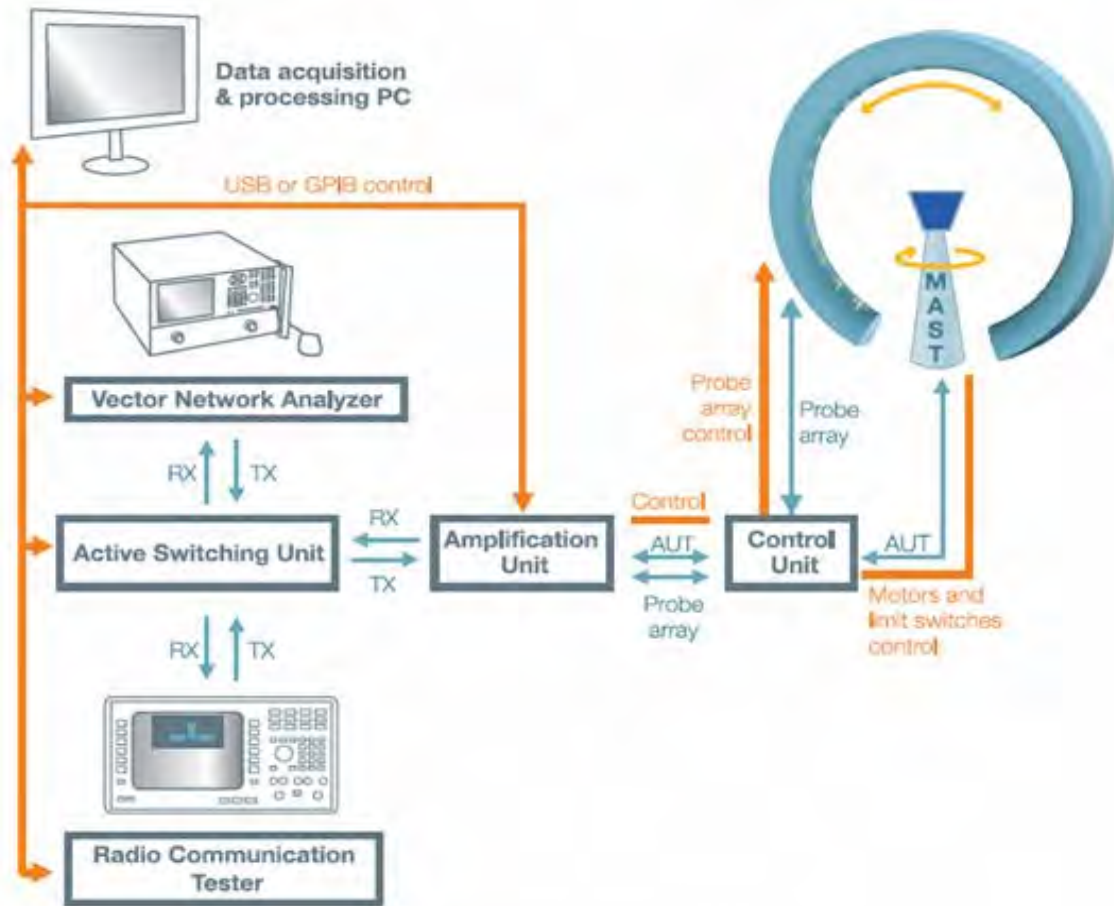 Data acquisition
& processing PC
USB or GPIB control
Vector Network Analyzer
RX
TX
Active Switching Unit
RX
TX
Amplification
Unit
Control
AUT
Probe
array
Control
Unit
Probe
array
control
Probe
array
MAST
AUT
Motors and
limit switches
control
RX
TX
Radio Communication
Tester